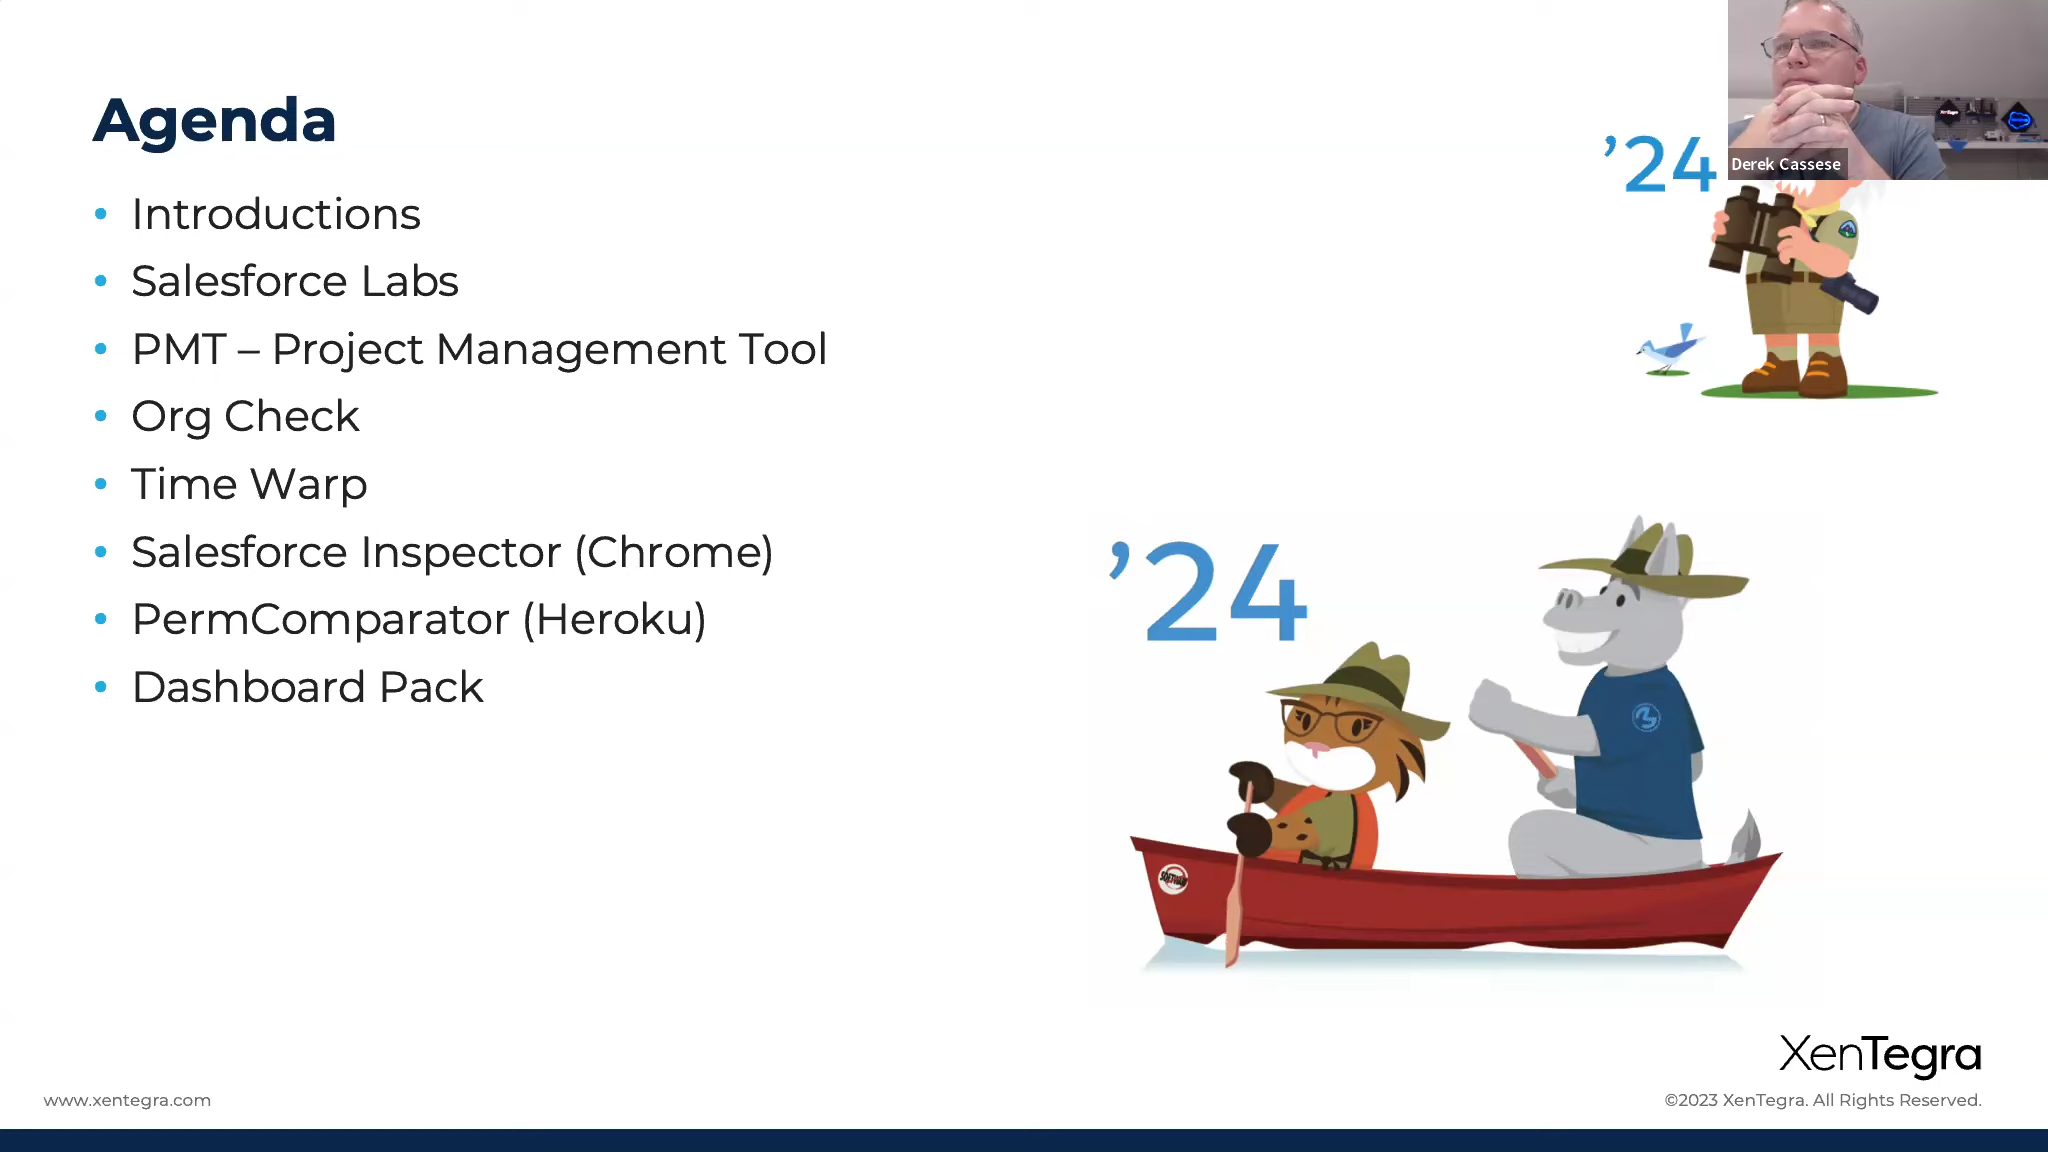 Agenda
• Introductions
• Salesforce Labs
• PMT – Project Management Tool
• Org Check
• Time Warp
• Salesforce Inspector (Chrome)
• PermComparator (Heroku)
• Dashboard Pack
’24
Derek Cassese
’24
XenTegra
www.xentegra.com
©2023 XenTegra. All Rights Reserved.